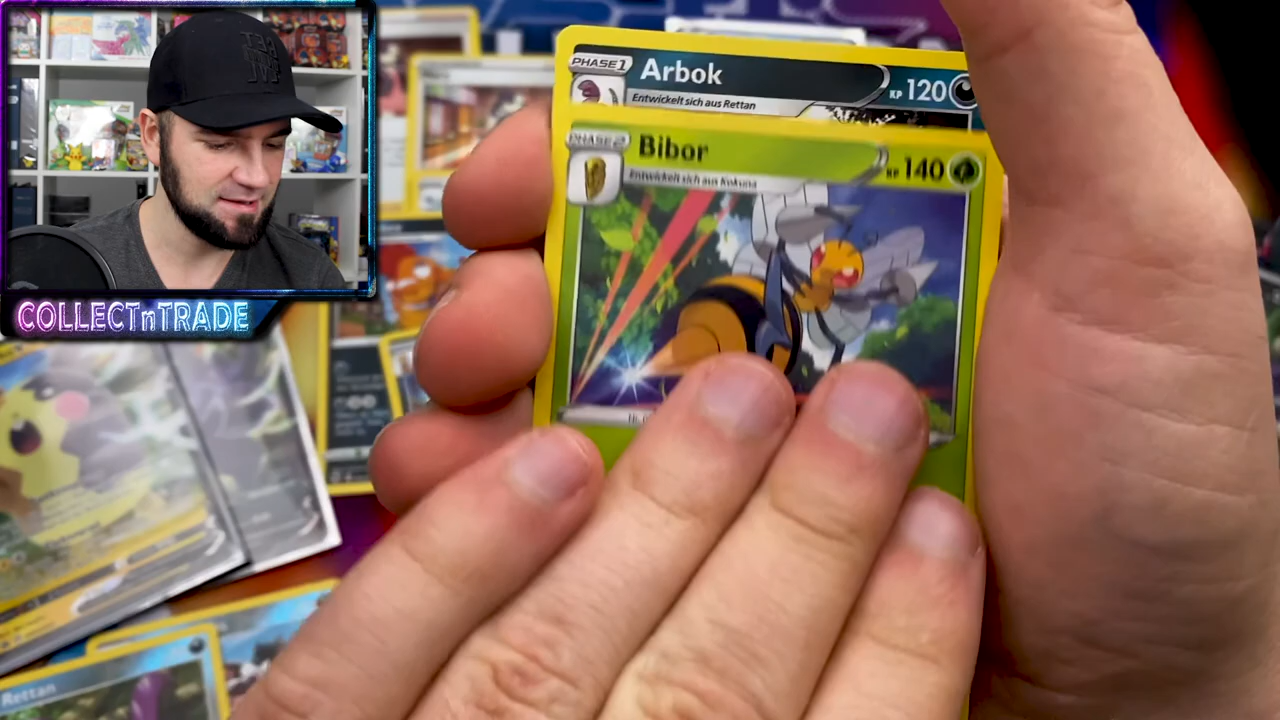 COLLECTnTRADE
PHASE 1
Arbok
KP 120
Entwickelt sich aus Rettan
PHASE 2
Bibor
KP 140
Entwickelt sich aus Kokuna
Rettan